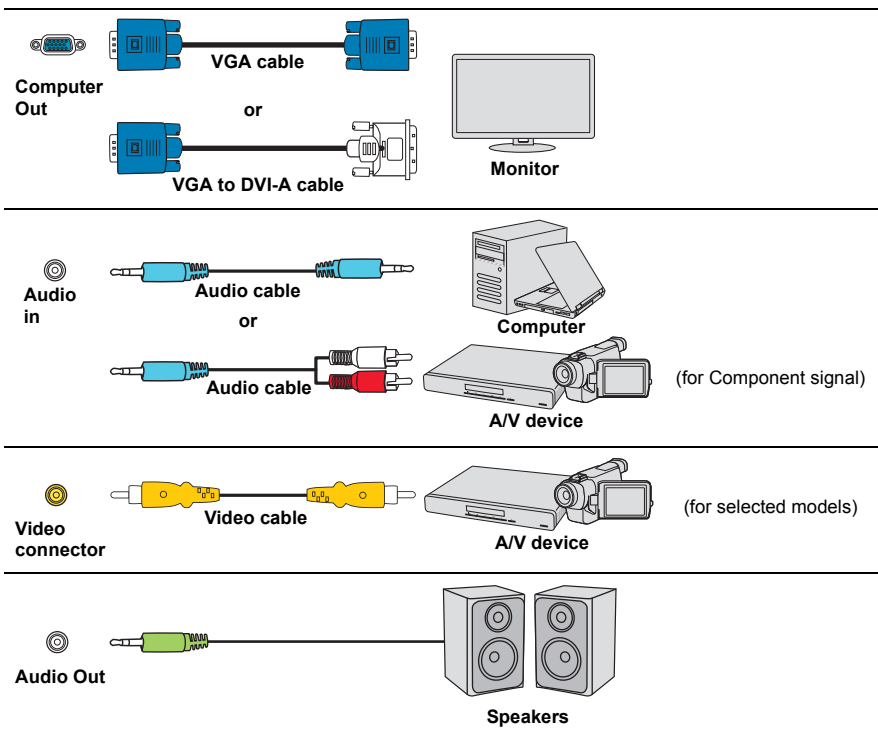 VGA cable
Computer
Out
or
VGA to DVI-A cable
Monitor
Audio
in
Audio cable
or
Computer
Audio cable
(for Component signal)
A/V device
Video
connector
Video cable
(for selected models)
A/V device
Audio Out
Speakers